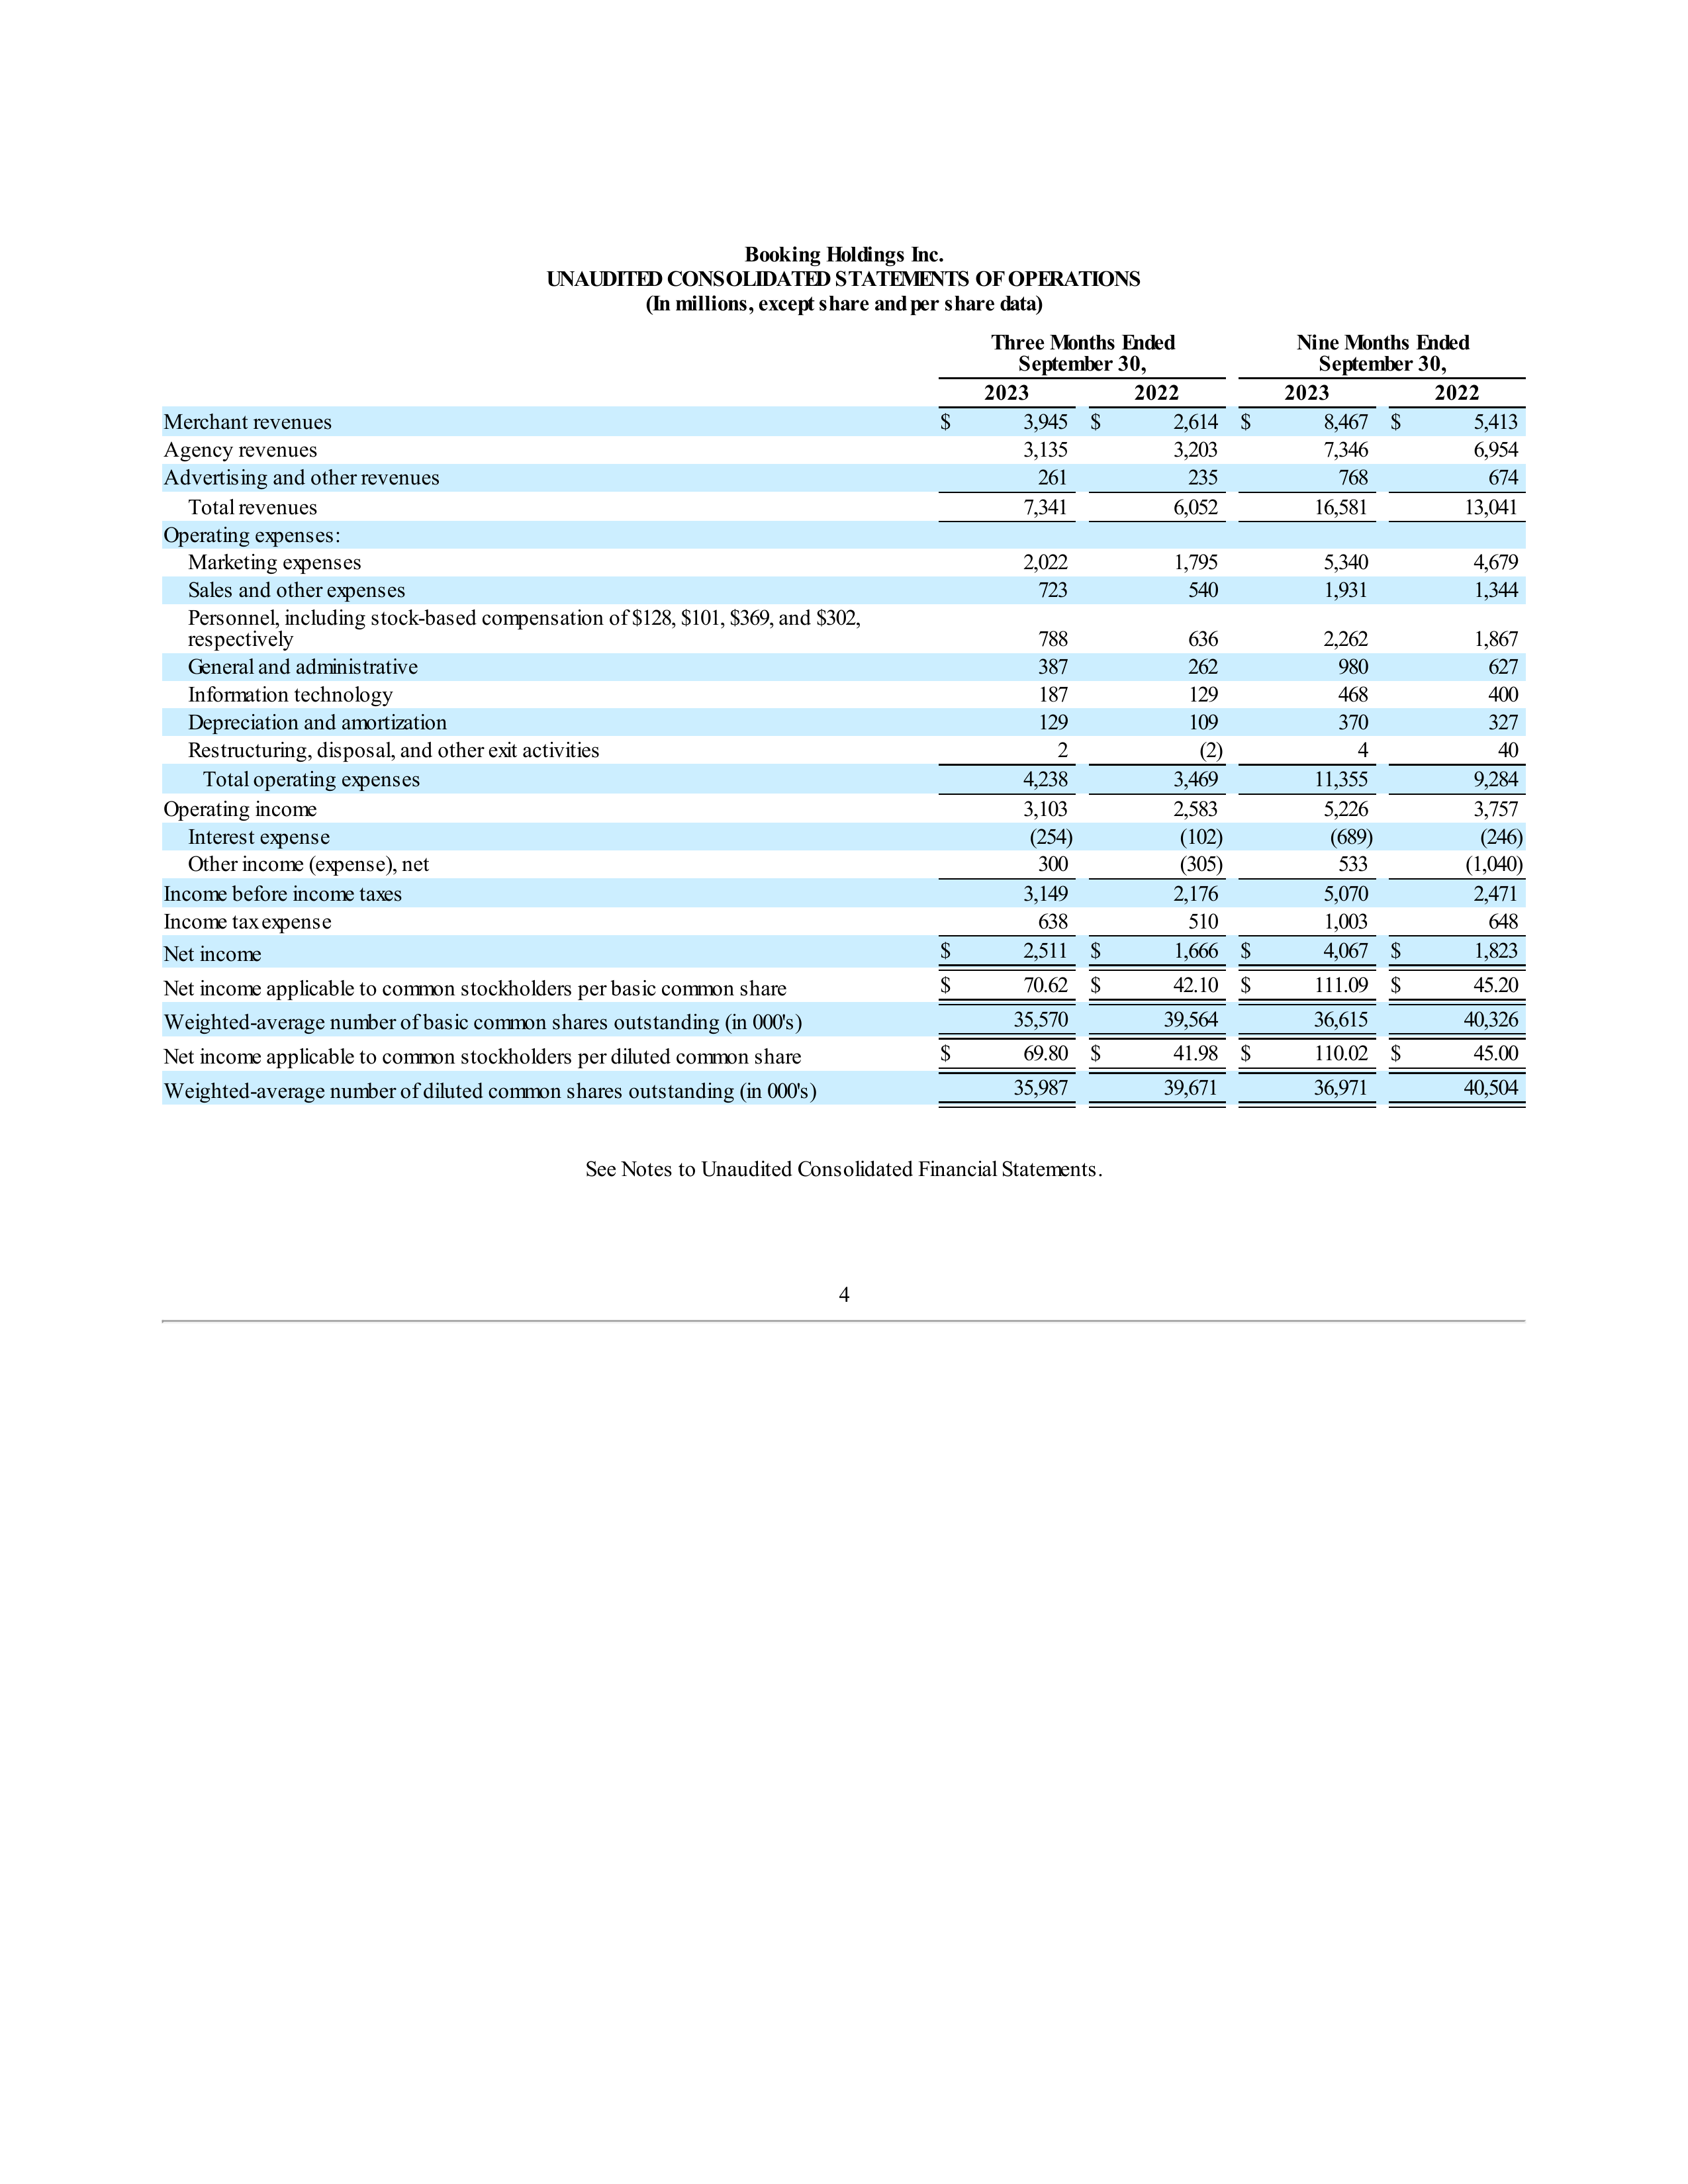 Booking Holdings Inc.
UNAUDITED CONSOLIDATED STATEMENTS OF OPERATIONS
(In millions, except share and per share data)
Three Months Ended September 30, Nine Months Ended September 30,
2023 2022 2023 2022
Merchant revenues $ 3,945 $ 2,614 $ 8,467 $ 5,413
Agency revenues 3,135 3,203 7,346 6,954
Advertising and other revenues 261 235 768 674
Total revenues 7,341 6,052 16,581 13,041
Operating expenses:
Marketing expenses 2,022 1,795 5,340 4,679
Sales and other expenses 723 540 1,931 1,344
Personnel, including stock-based compensation of $128, $101, $369, and $302,
respectively 788 636 2,262 1,867
General and administrative 387 262 980 627
Information technology 187 129 468 400
Depreciation and amortization 129 109 370 327
Restructuring, disposal, and other exit activities 2 (2) 4 40
Total operating expenses 4,238 3,469 11,355 9,284
Operating income 3,103 2,583 5,226 3,757
Interest expense (254) (102) (689) (246)
Other income (expense), net 300 (305) 533 (1,040)
Income before income taxes 3,149 2,176 5,070 2,471
Income tax expense 638 510 1,003 648
Net income $ 2,511 $ 1,666 $ 4,067 $ 1,823
Net income applicable to common stockholders per basic common share $ 70.62 $ 42.10 $ 111.09 $ 45.20
Weighted-average number of basic common shares outstanding (in 000's) 35,570 39,564 36,615 40,326
Net income applicable to common stockholders per diluted common share $ 69.80 $ 41.98 $ 110.02 $ 45.00
Weighted-average number of diluted common shares outstanding (in 000's) 35,987 39,671 36,971 40,504
See Notes to Unaudited Consolidated Financial Statements.
4